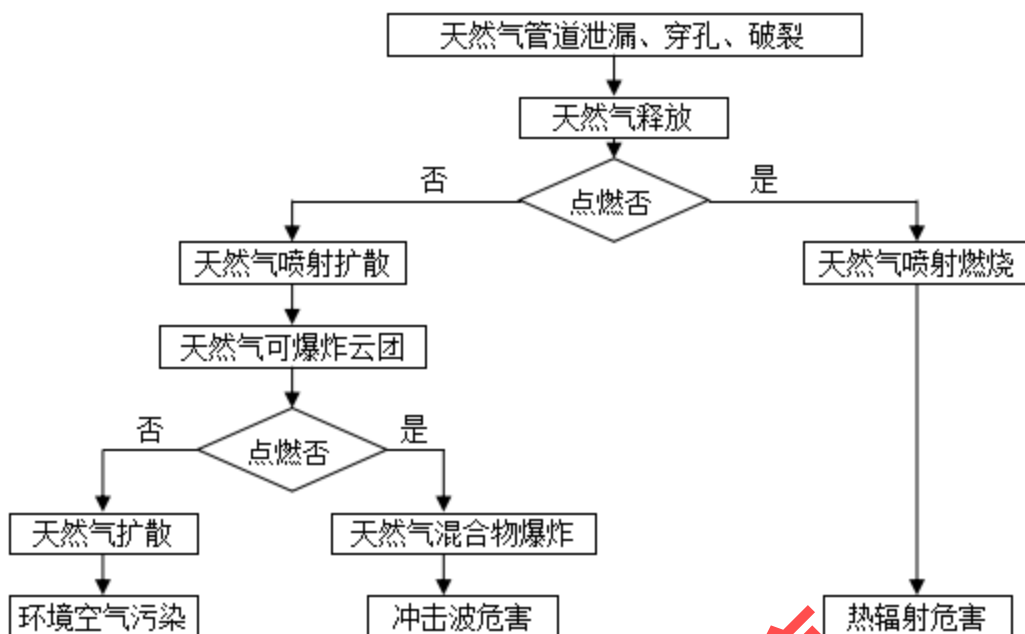 天然气管道泄漏、穿孔、破裂
天然气释放
否
是
点燃否
天然气喷射扩散
天然气喷射燃烧
天然气可爆炸云团
否
是
点燃否
天然气扩散
天然气混合物爆炸
环境空气污染
冲击波危害
热辐射危害